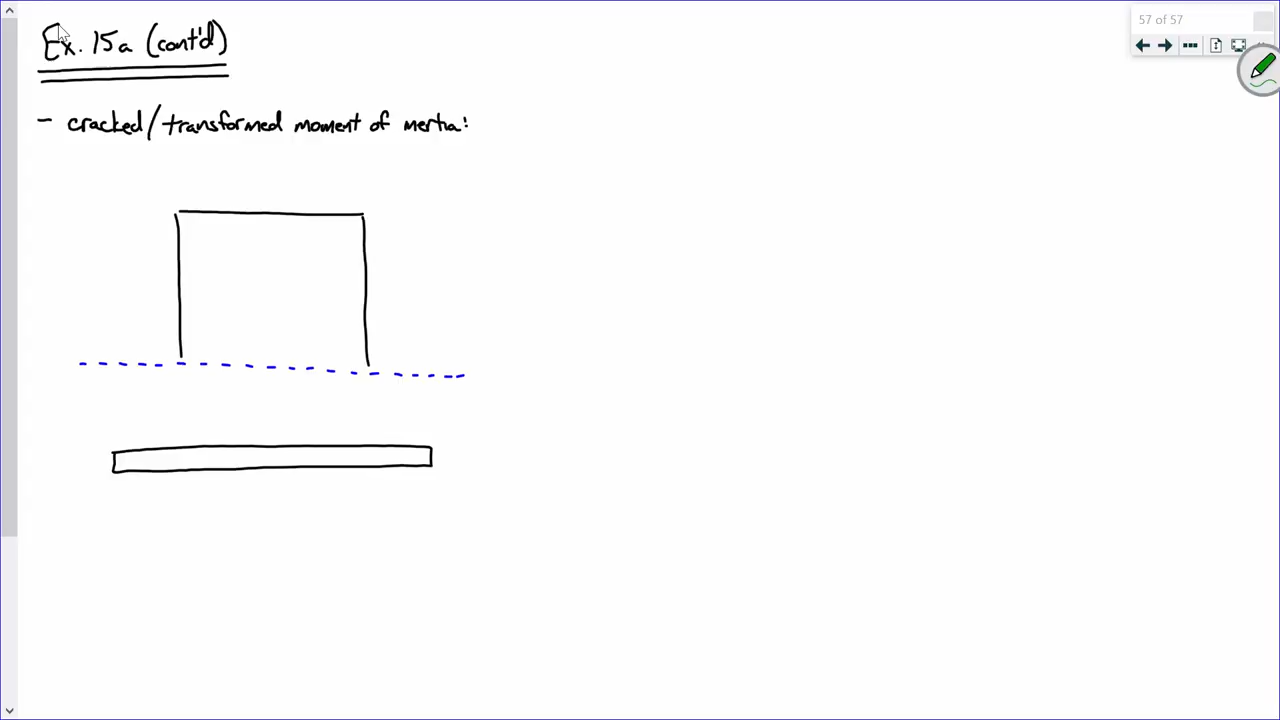 Ex. 15a (cont'd)
57 of 57
- cracked/transformed moment of inertia: